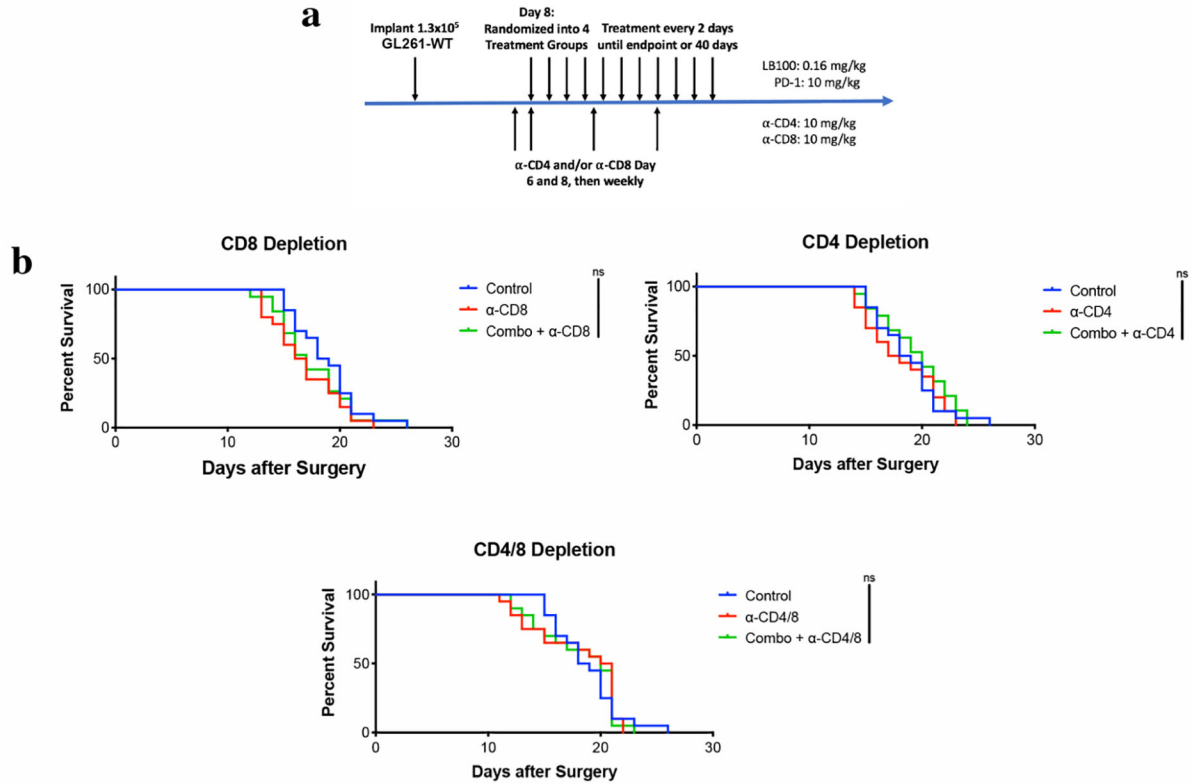 a
Implant 1.3x10⁵
GL261-WT
Day 8:
Randomized into 4
Treatment Groups
Treatment every 2 days
until endpoint or 40 days
LB100: 0.16 mg/kg
PD-1: 10 mg/kg
α-CD4: 10 mg/kg
α-CD8: 10 mg/kg
α-CD4 and/or α-CD8 Day
6 and 8, then weekly
b
CD8 Depletion
Percent Survival
100
50
0
0 10 20 30
Days after Surgery
Control
α-CD8
Combo + α-CD8
ns
CD4 Depletion
Percent Survival
100
50
0
0 10 20 30
Days after Surgery
Control
α-CD4
Combo + α-CD4
ns
CD4/8 Depletion
Percent Survival
100
50
0
0 10 20 30
Days after Surgery
Control
α-CD4/8
Combo + α-CD4/8
ns